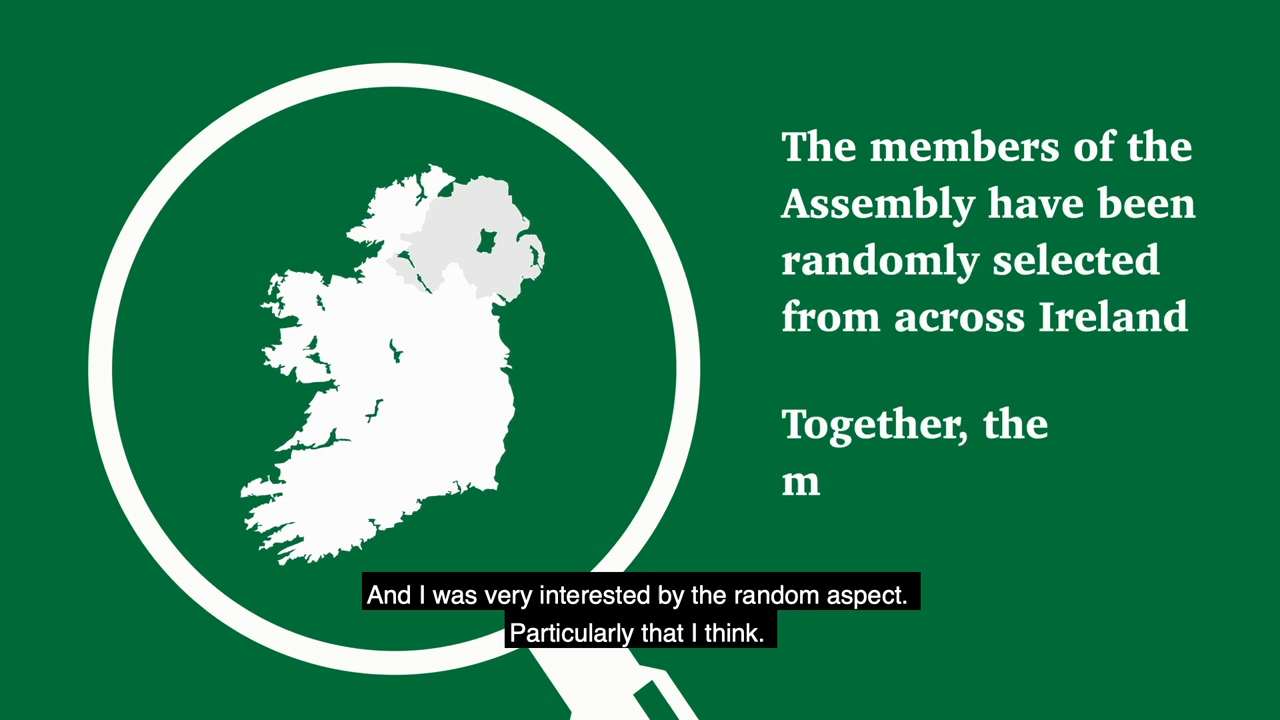 The members of the
Assembly have been
randomly selected
from across Ireland
Together, the
m
And I was very interested by the random aspect.
Particularly that I think.